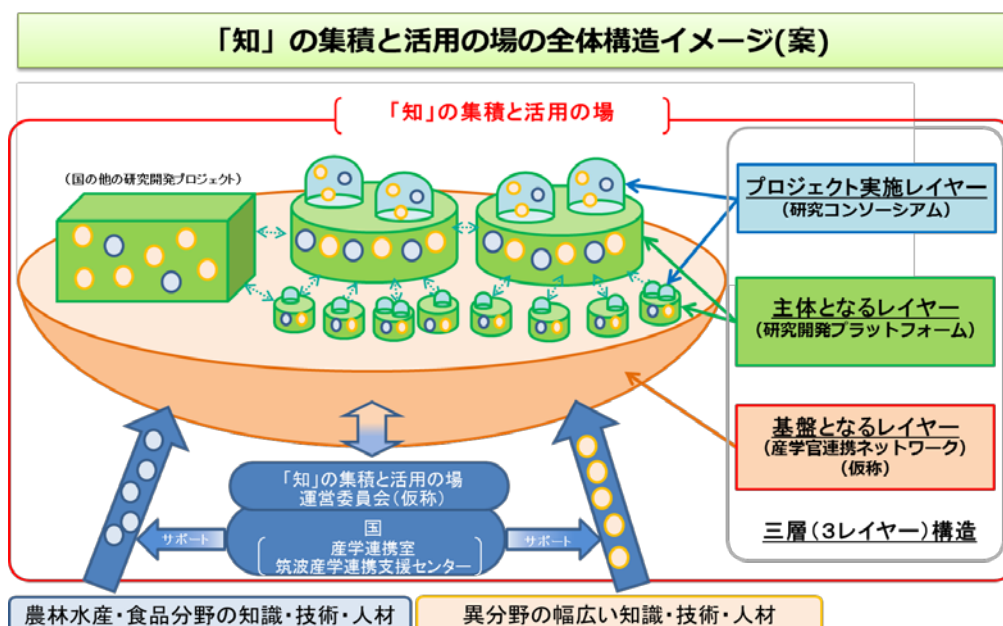 「知」の集積と活用の場の全体構造イメージ(案)
「知」の集積と活用の場
(国の他の研究開発プロジェクト)
プロジェクト実施レイヤー
(研究コンソーシアム)
主体となるレイヤー
(研究開発プラットフォーム)
基盤となるレイヤー
(産学官連携ネットワーク)
(仮称)
三層(3レイヤー)構造
「知」の集積と活用の場
運営委員会(仮称)
国
産学連携室
筑波産学連携支援センター
サポート
サポート
農林水産・食品分野の知識・技術・人材
異分野の幅広い知識・技術・人材